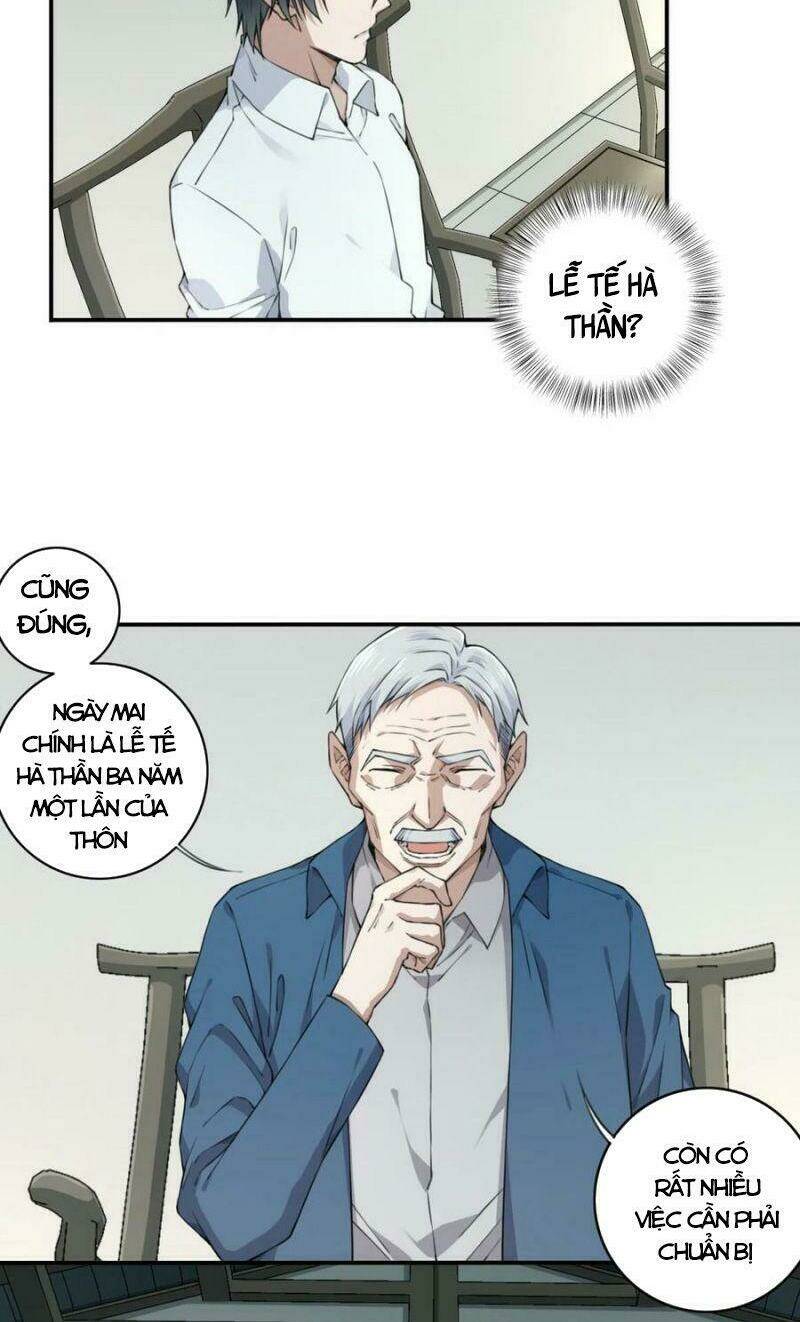 LỄ TẾ HÀ
THẦN?
CŨNG
ĐÚNG,
NGÀY MAI
CHÍNH LÀ LỄ TẾ
HÀ THẦN BA NĂM
MỘT LẦN CỦA
THÔN
CÒN CÓ
RẤT NHIỀU
VIỆC CẦN PHẢI
CHUẨN BỊ